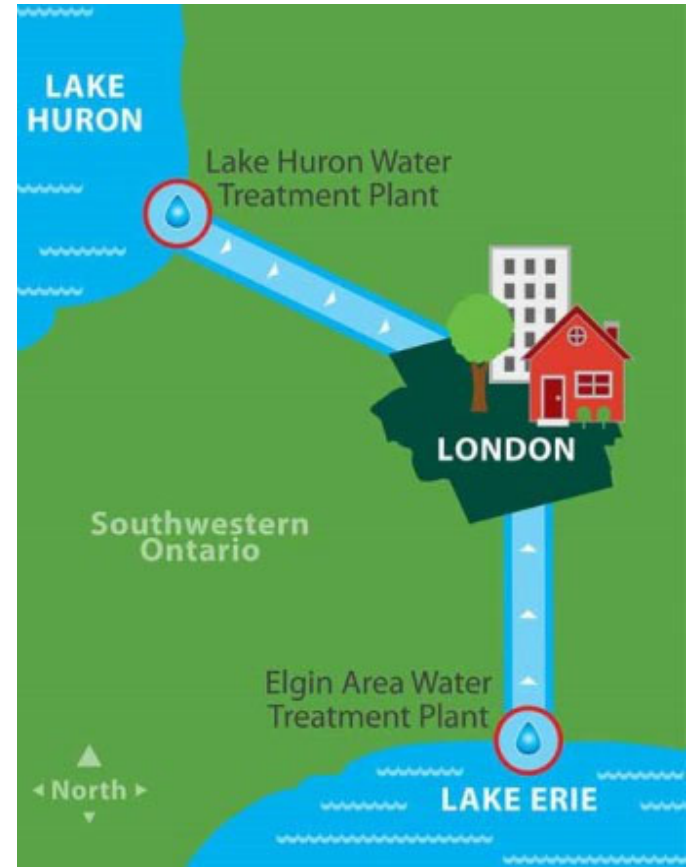 LAKE
HURON
Lake Huron Water
Treatment Plant
LONDON
Southwestern
Ontario
Elgin Area Water
Treatment Plant
North
LAKE ERIE